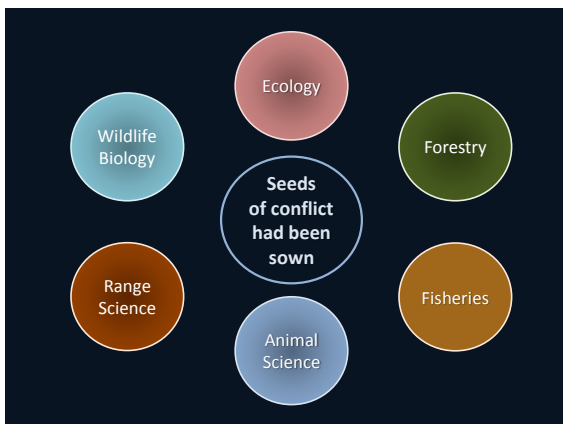 Ecology
Wildlife
Biology
Forestry
Seeds
of conflict
had been
sown
Range
Science
Fisheries
Animal
Science